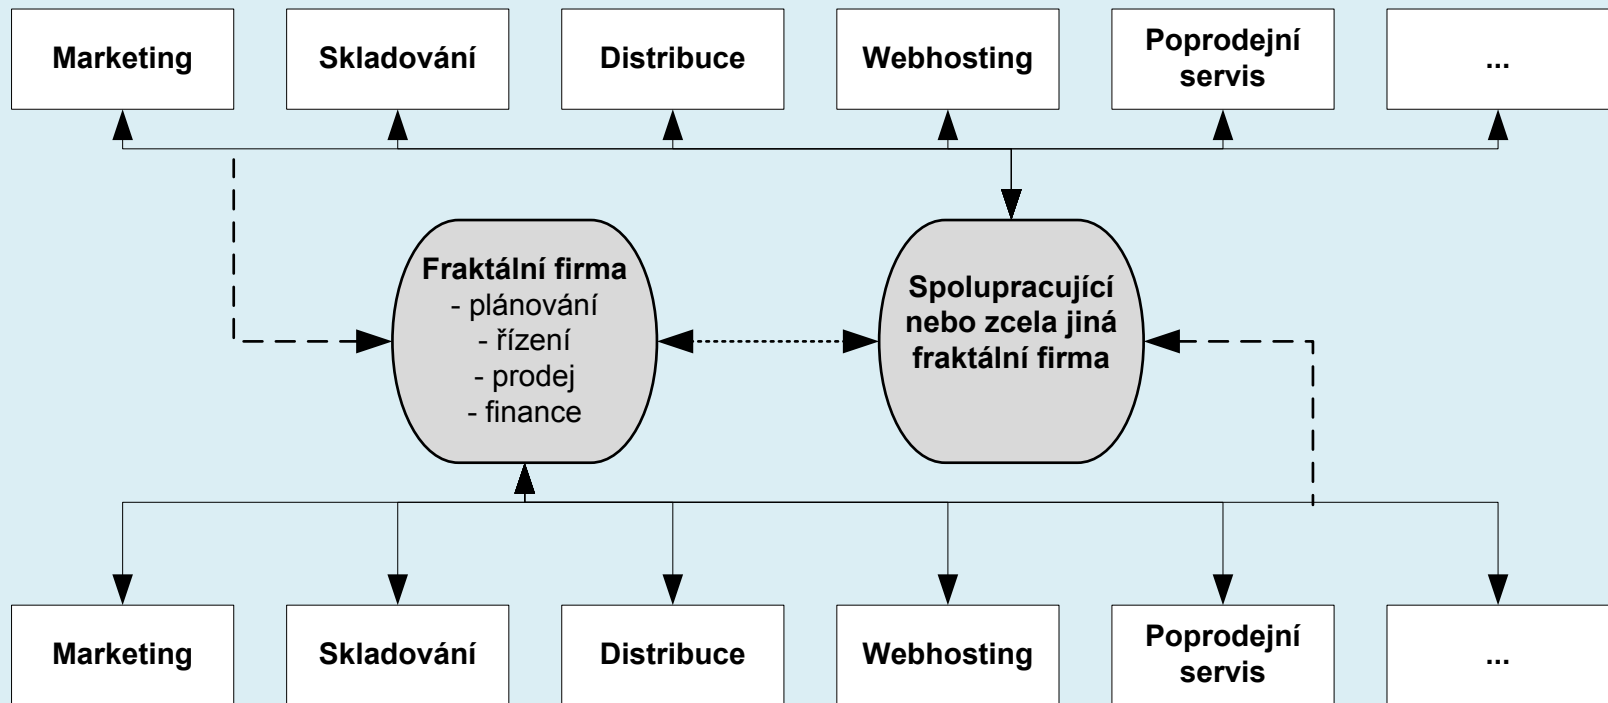 Marketing
Skladování
Distribuce
Webhosting
Poprodejní
servis
...
Fraktální firma
- plánování
- řízení
- prodej
- finance
Spolupracující
nebo zcela jiná
fraktální firma
Marketing
Skladování
Distribuce
Webhosting
Poprodejní
servis
...